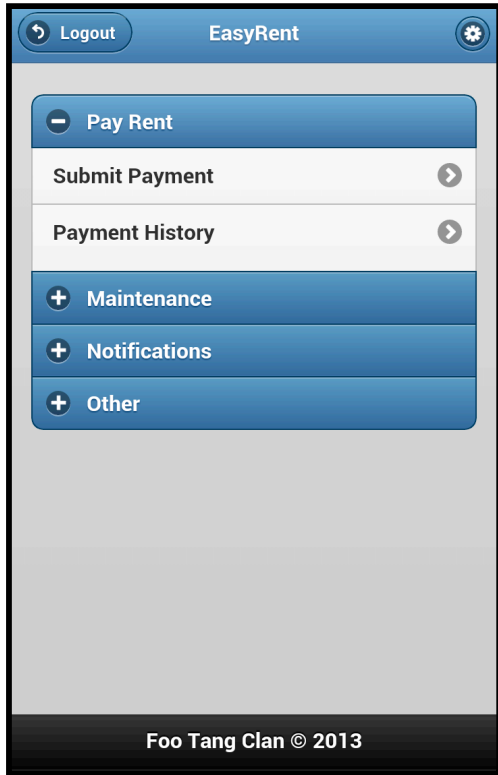 Logout
EasyRent
Pay Rent
Submit Payment
Payment History
Maintenance
Notifications
Other
Foo Tang Clan © 2013